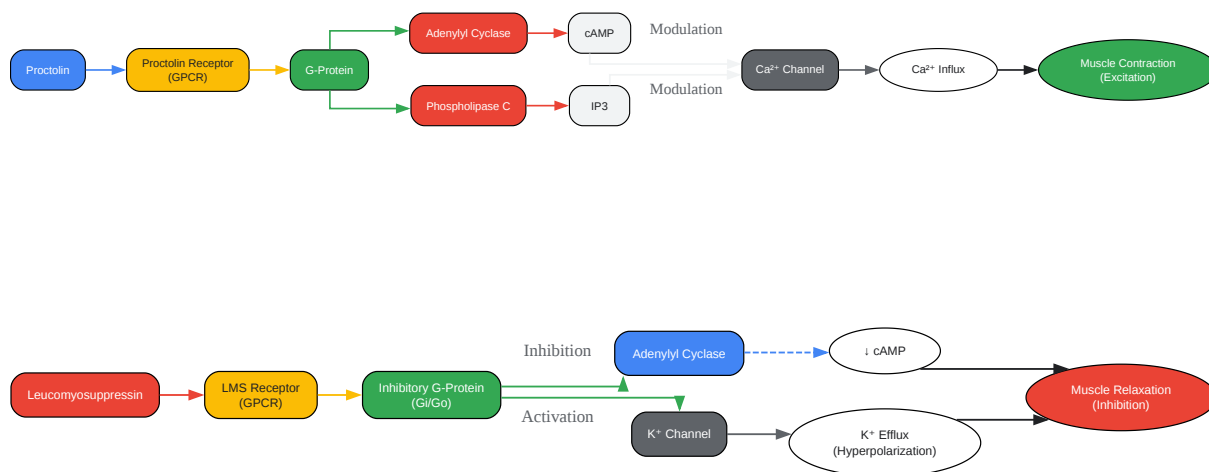 Proctolin
Proctolin Receptor
(GPCR)
G-Protein
Adenylyl Cyclase
cAMP
Modulation
Phospholipase C
IP3
Modulation
Ca²⁺ Channel
Ca²⁺ Influx
Muscle Contraction
(Excitation)
Leucomyosuppressin
LMS Receptor
(GPCR)
Inhibitory G-Protein
(Gi/Go)
Inhibition
Adenylyl Cyclase
↓ cAMP
Activation
K⁺ Channel
K⁺ Efflux
(Hyperpolarization)
Muscle Relaxation
(Inhibition)